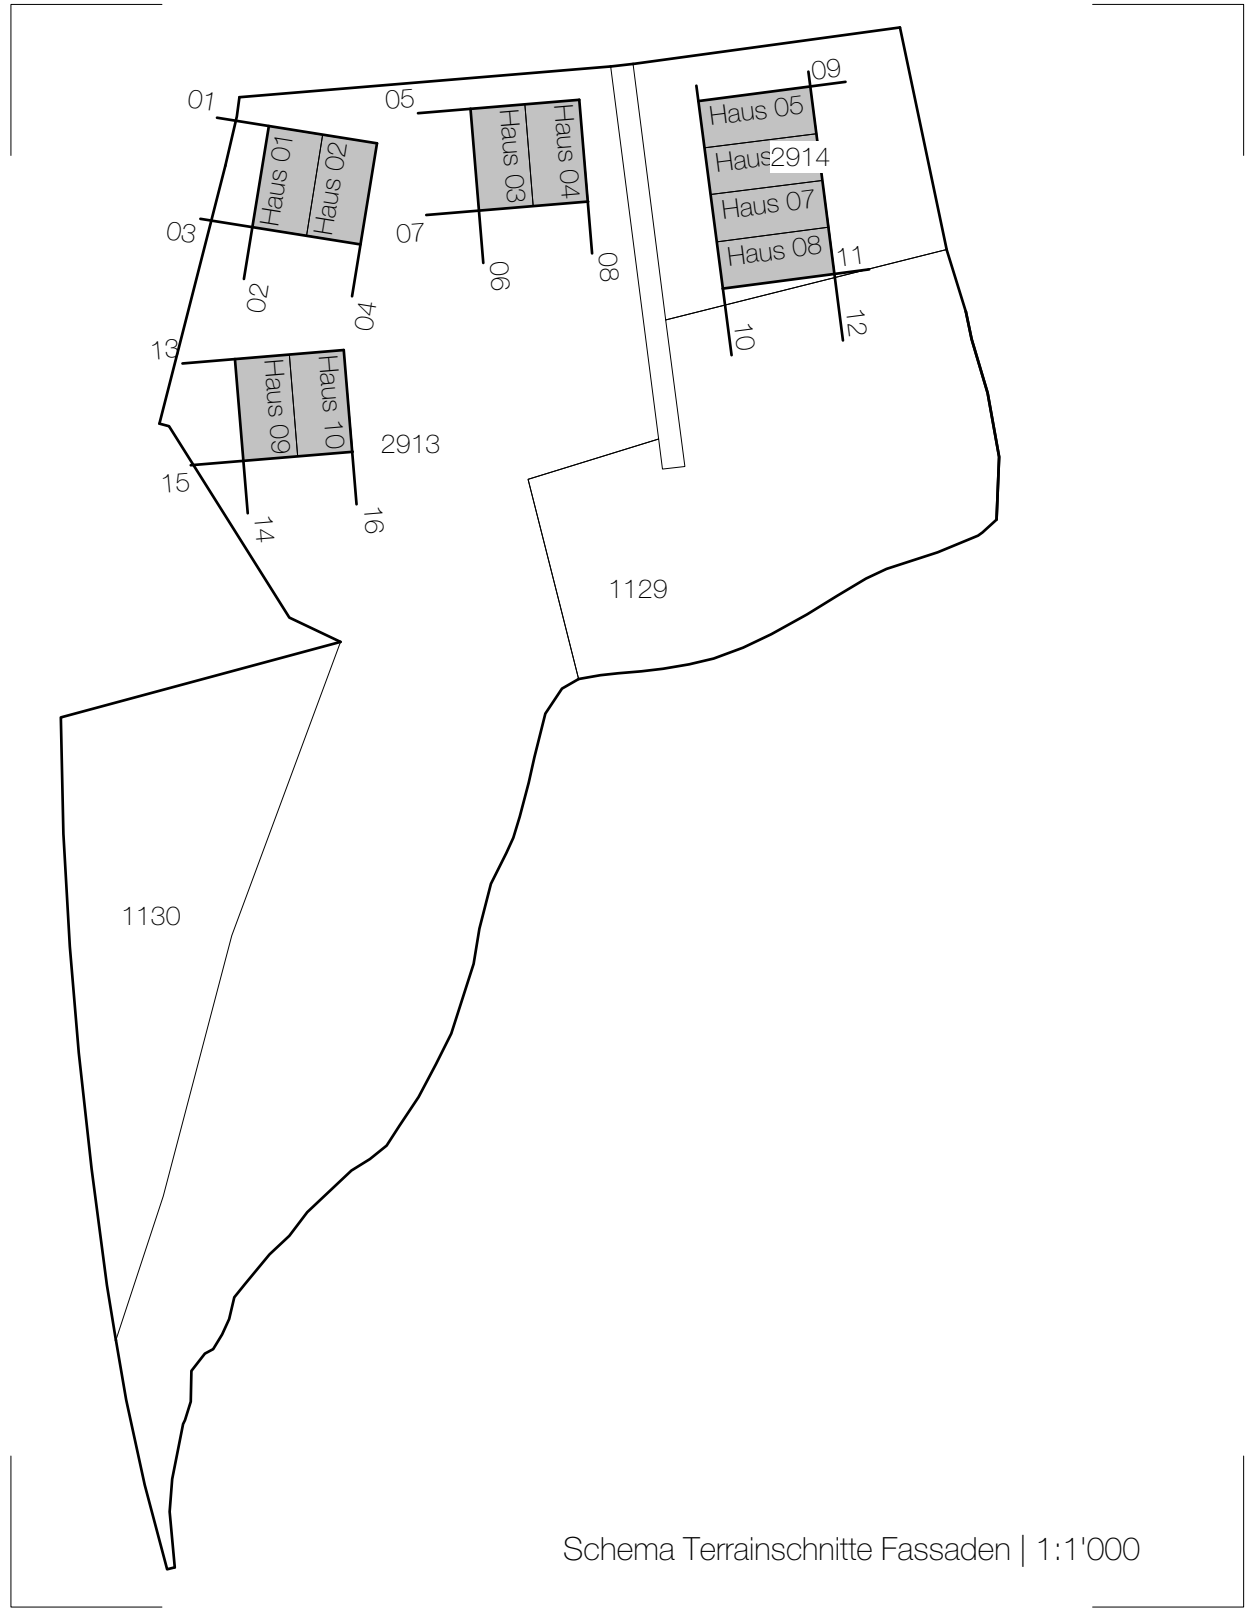 01
05
09
Haus 01
Haus 02
Haus 03
Haus 04
Haus 05
Haus
2914
Haus 07
Haus 08
03
07
11
02
04
06
08
10
12
13
Haus 09
Haus 10
2913
15
14
16
1129
1130
Schema Terrainschnitte Fassaden | 1:1'000